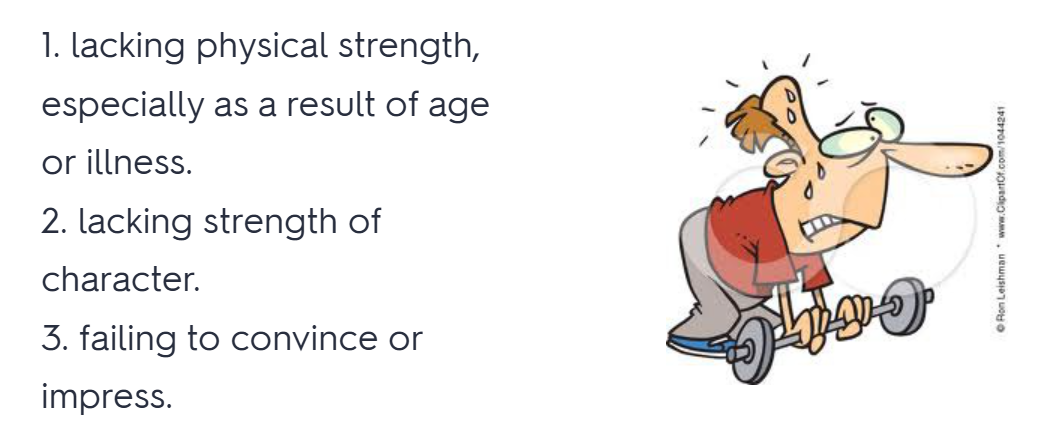 1. lacking physical strength,
especially as a result of age
or illness.
2. lacking strength of
character.
3. failing to convince or
impress.
© Ron Leishman * www.ClipartOf.com/1044241